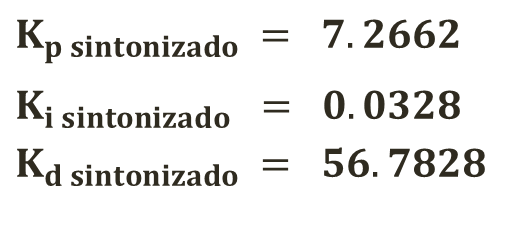 Kp sintonizado = 7.2662
Ki sintonizado = 0.0328
Kd sintonizado = 56.7828